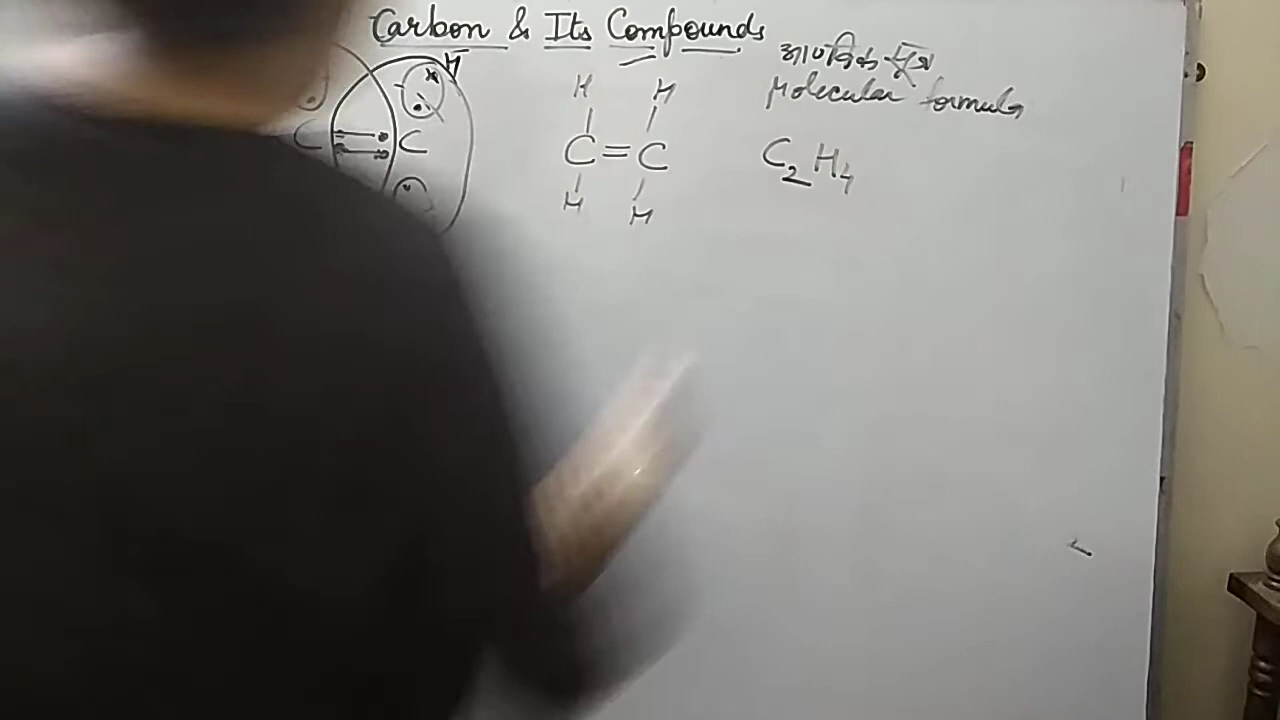 Carbon & Its Compounds
आण्विक सूत्र
Molecular formula
H H
C = C
H H
C₂H₄
H
C C